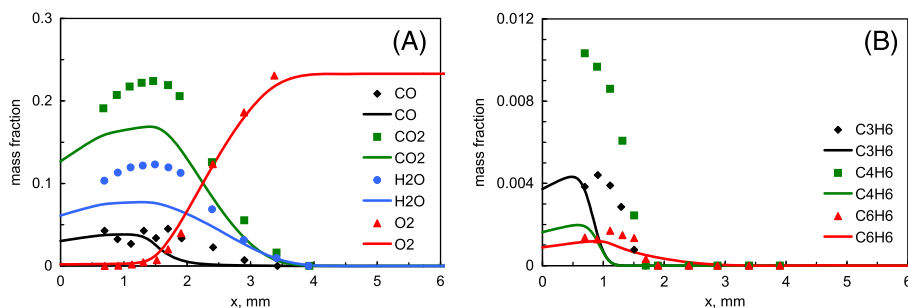 (A)
mass fraction
0.3
0.2
0.1
0
0 1 2 3 4 5 6
x, mm
CO
CO
CO2
CO2
H2O
H2O
O2
O2
(B)
mass fraction
0.012
0.008
0.004
0
0 1 2 3 4 5 6
x, mm
C3H6
C3H6
C4H6
C4H6
C6H6
C6H6